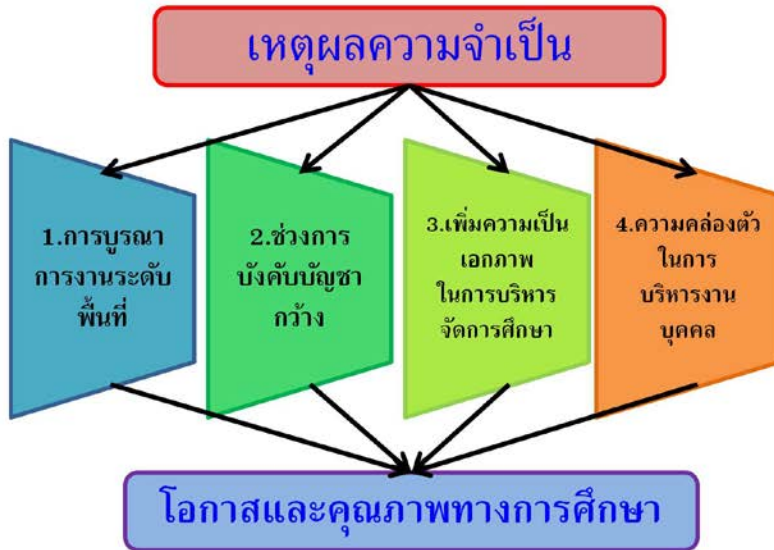 เหตุผลความจำเป็น
1.การบูรณา
การงานระดับ
พื้นที่
2.ช่วงการ
บังคับบัญชา
กว้าง
3.เพิ่มความเป็น
เอกภาพ
ในการบริหาร
จัดการศึกษา
4.ความคล่องตัว
ในการ
บริหารงาน
บุคคล
โอกาสและคุณภาพทางการศึกษา